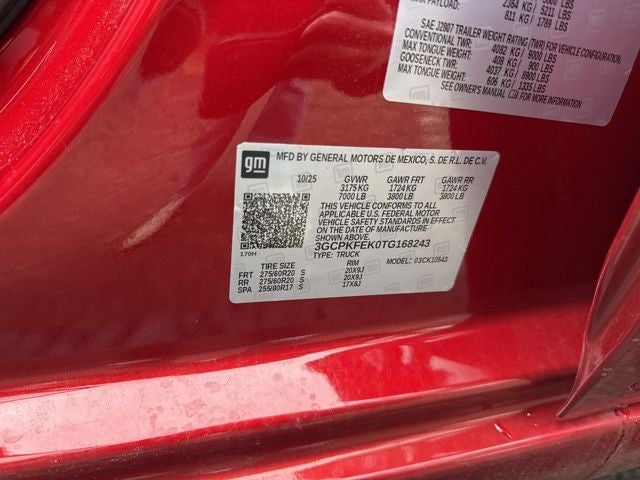 PAYLOAD: 2364 KG / 5211 LBS
811 KG / 1789 LBS
SAE J2807 TRAILER WEIGHT RATING (TWR) FOR VEHICLE CONFIGURATION.
CONVENTIONAL TWR: 4082 KG / 9000 LBS
MAX TONGUE WEIGHT: 408 KG / 900 LBS
GOOSENECK TWR: 4037 KG / 8900 LBS
MAX TONGUE WEIGHT: 606 KG / 1335 LBS
SEE OWNER'S MANUAL FOR MORE INFORMATION
gm MFD BY GENERAL MOTORS DE MEXICO, S. DE R.L. DE C.V.
10/25 GVWR GAWR FRT GAWR RR
3175 KG 1724 KG 1724 KG
7000 LB 3800 LB 3800 LB
THIS VEHICLE CONFORMS TO ALL
APPLICABLE U.S. FEDERAL MOTOR
VEHICLE SAFETY STANDARDS IN EFFECT
ON THE DATE OF MANUFACTURE SHOWN ABOVE.
3GCPKFEK0TG168243
170H TYPE: TRUCK MODEL: 03CK10543
TIRE SIZE RIM
FRT 275/60R20 S 20X9J
RR 275/60R20 S 20X9J
SPA 255/80R17 S 17X8J